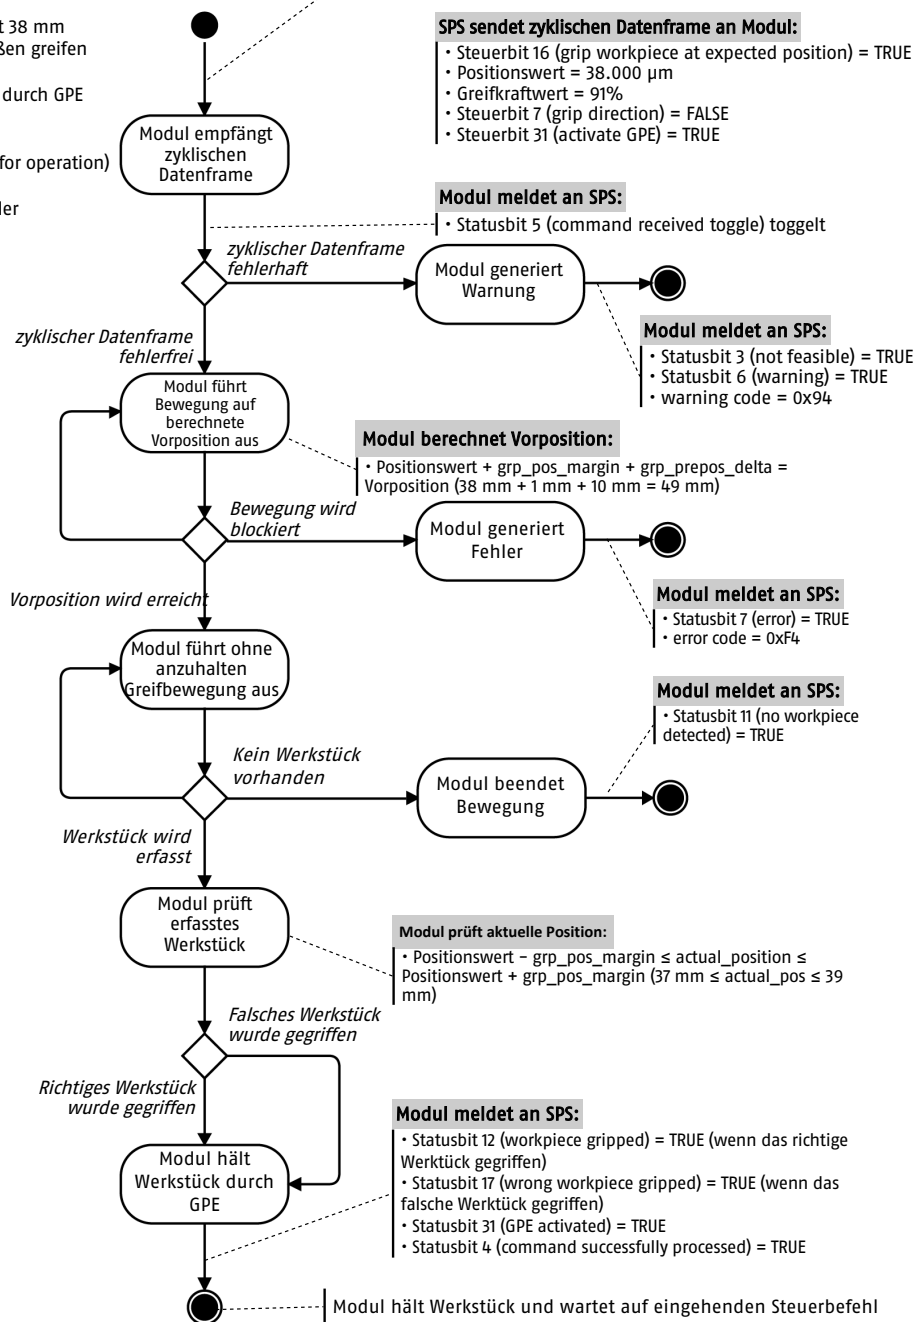 t 38 mm
ßen greifen
durch GPE
for operation)
ler
SPS sendet zyklischen Datenframe an Modul:
• Steuerbit 16 (grip workpiece at expected position) = TRUE
• Positionswert = 38.000 µm
• Greifkraftwert = 91%
• Steuerbit 7 (grip direction) = FALSE
• Steuerbit 31 (activate GPE) = TRUE
Modul empfängt
zyklischen
Datenframe
Modul meldet an SPS:
• Statusbit 5 (command received toggle) toggelt
zyklischer Datenframe
fehlerhaft
Modul generiert
Warnung
Modul meldet an SPS:
• Statusbit 3 (not feasible) = TRUE
• Statusbit 6 (warning) = TRUE
• warning code = 0x94
zyklischer Datenframe
fehlerfrei
Modul führt
Bewegung auf
berechnete
Vorposition aus
Modul berechnet Vorposition:
• Positionswert + grp_pos_margin + grp_prepos_delta =
Vorposition (38 mm + 1 mm + 10 mm = 49 mm)
Bewegung wird
blockiert
Modul generiert
Fehler
Modul meldet an SPS:
• Statusbit 7 (error) = TRUE
• error code = 0xF4
Vorposition wird erreicht
Modul führt ohne
anzuhalten
Greifbewegung aus
Modul meldet an SPS:
• Statusbit 11 (no workpiece
detected) = TRUE
Kein Werkstück
vorhanden
Modul beendet
Bewegung
Werkstück wird
erfasst
Modul prüft
erfasstes
Werkstück
Modul prüft aktuelle Position:
• Positionswert − grp_pos_margin ≤ actual_position ≤
Positionswert + grp_pos_margin (37 mm ≤ actual_pos ≤ 39
mm)
Falsches Werkstück
wurde gegriffen
Richtiges Werkstück
wurde gegriffen
Modul hält
Werkstück durch
GPE
Modul meldet an SPS:
• Statusbit 12 (workpiece gripped) = TRUE (wenn das richtige
Werktück gegriffen)
• Statusbit 17 (wrong workpiece gripped) = TRUE (wenn das
falsche Werktück gegriffen)
• Statusbit 31 (GPE activated) = TRUE
• Statusbit 4 (command successfully processed) = TRUE
Modul hält Werkstück und wartet auf eingehenden Steuerbefehl